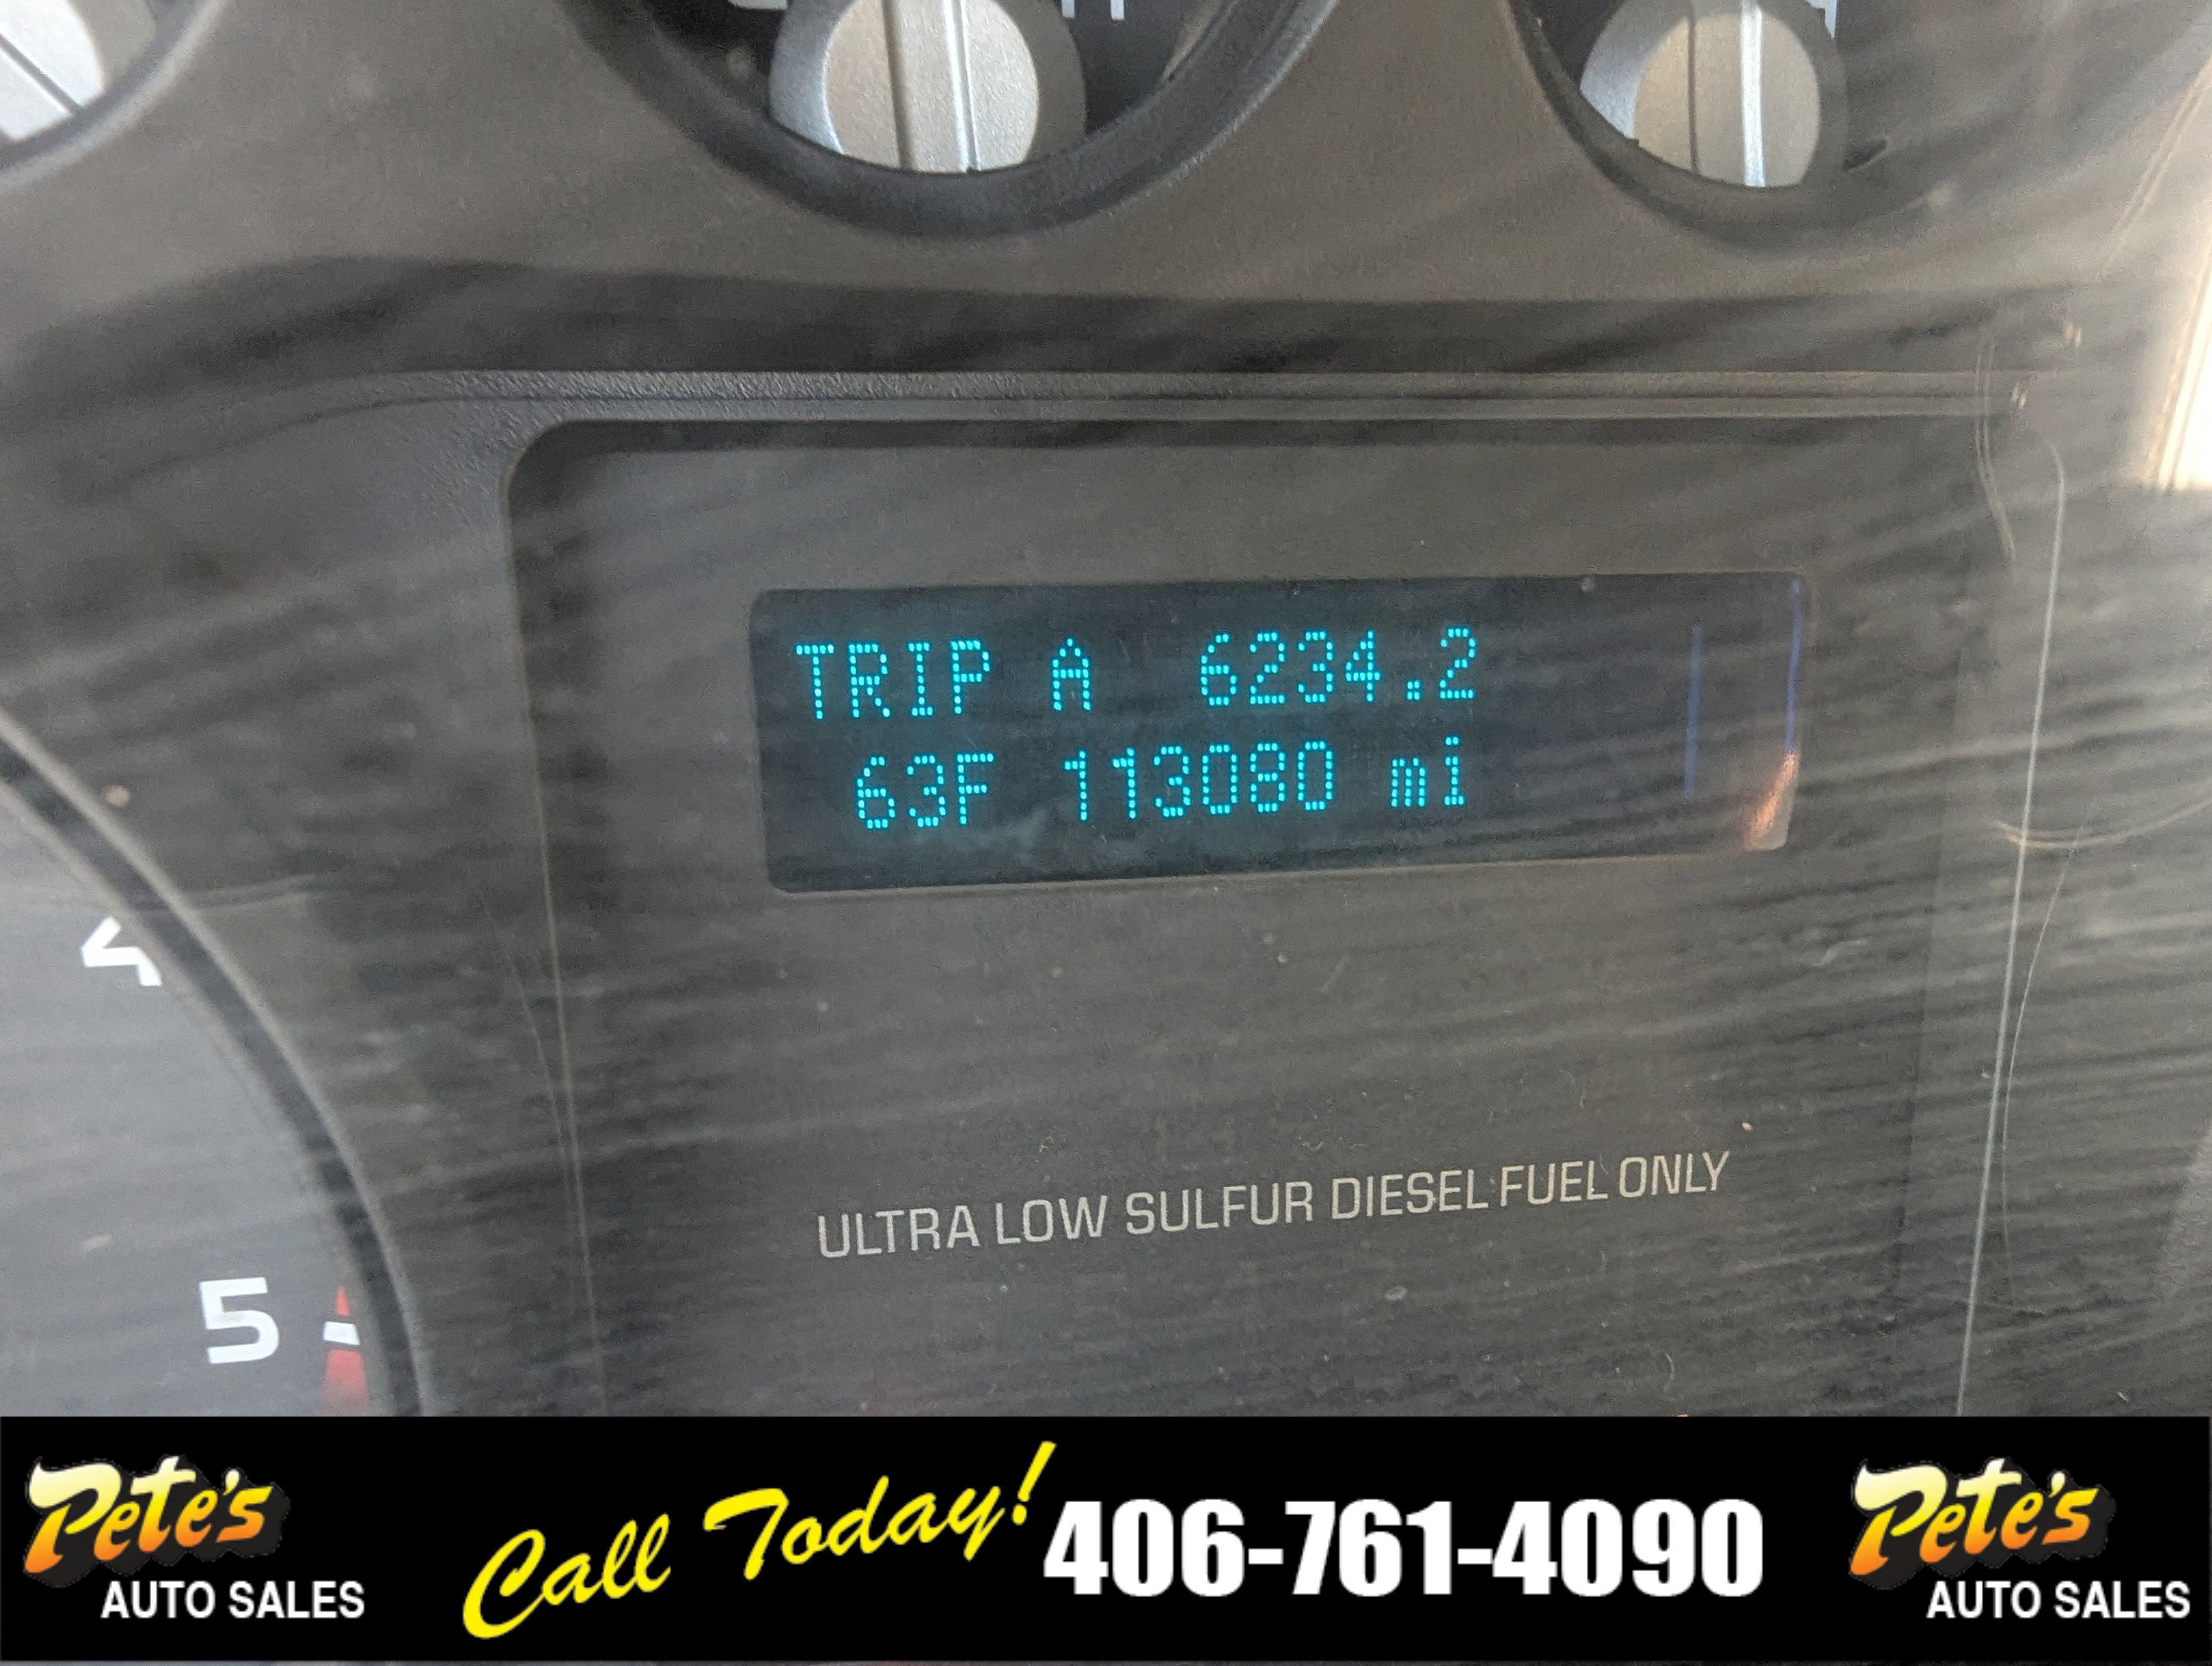 TRIP A 6234.2
63F 113080 mi
4
ULTRA LOW SULFUR DIESEL FUEL ONLY
5
Pete's
AUTO SALES
Call Today!
406-761-4090
Pete's
AUTO SALES